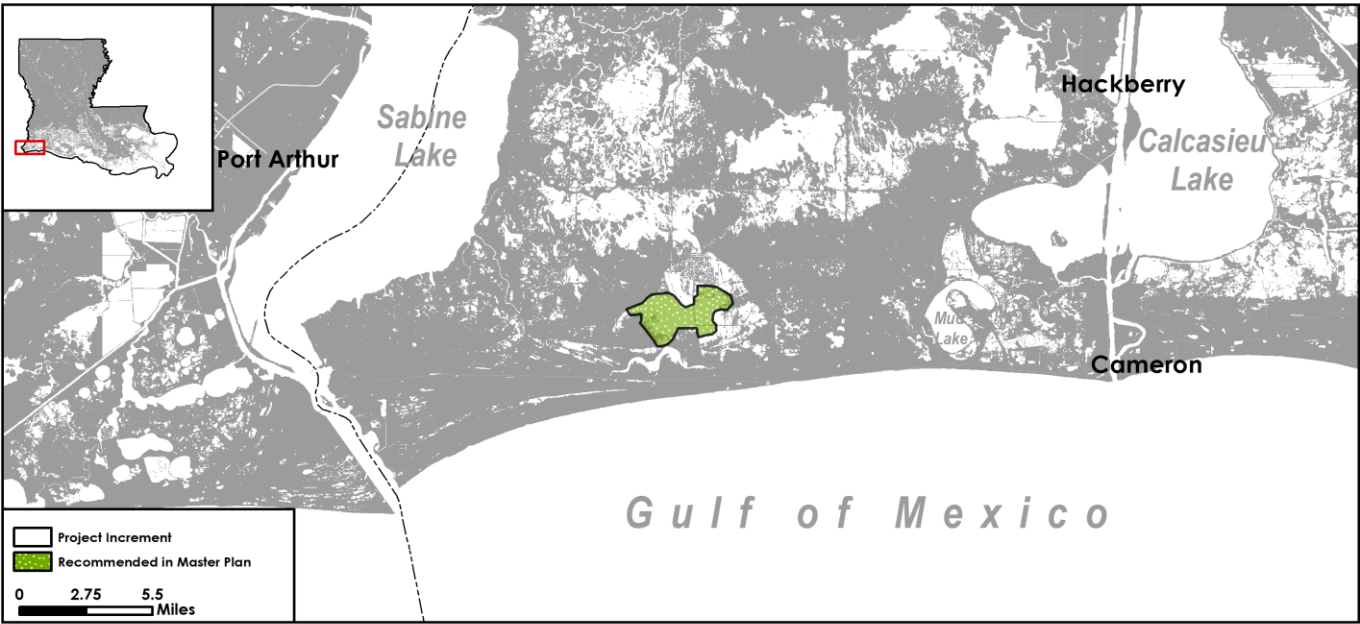 Hackberry
Sabine
Lake
Port Arthur
Calcasieu
Lake
Mud
Lake
Cameron
Gulf of Mexico
Project Increment
Recommended in Master Plan
0 2.75 5.5
Miles